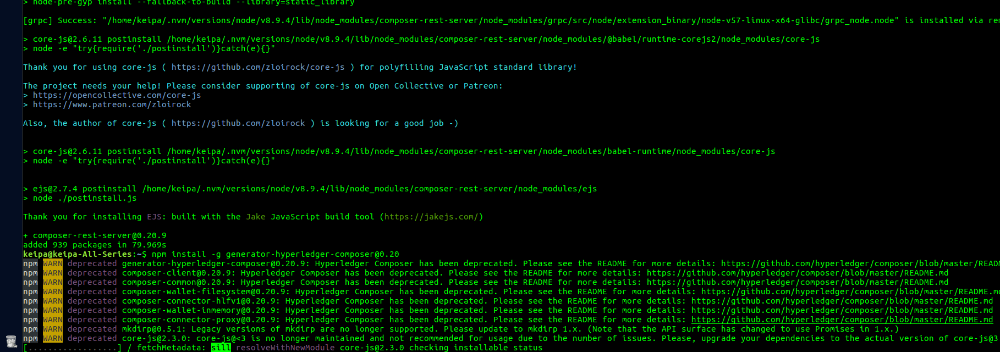 > node-pre-gyp install --fallback-to-build --library=static_library
[grpc] Success: "/home/keipa/.nvm/versions/node/v8.9.4/lib/node_modules/composer-rest-server/node_modules/grpc/src/node/extension_binary/node-v57-linux-x64-glibc/grpc_node.node" is installed via rem
> core-js@2.6.11 postinstall /home/keipa/.nvm/versions/node/v8.9.4/lib/node_modules/composer-rest-server/node_modules/@babel/runtime-corejs2/node_modules/core-js
> node -e "try{require('./postinstall')}catch(e){}"
Thank you for using core-js ( https://github.com/zloirock/core-js ) for polyfilling JavaScript standard library!
The project needs your help! Please consider supporting of core-js on Open Collective or Patreon:
> https://opencollective.com/core-js
> https://www.patreon.com/zloirock
Also, the author of core-js ( https://github.com/zloirock ) is looking for a good job -)
> core-js@2.6.11 postinstall /home/keipa/.nvm/versions/node/v8.9.4/lib/node_modules/composer-rest-server/node_modules/babel-runtime/node_modules/core-js
> node -e "try{require('./postinstall')}catch(e){}"
> ejs@2.7.4 postinstall /home/keipa/.nvm/versions/node/v8.9.4/lib/node_modules/composer-rest-server/node_modules/ejs
> node ./postinstall.js
Thank you for installing EJS: built with the Jake JavaScript build tool (https://jakejs.com/)
+ composer-rest-server@0.20.9
added 939 packages in 79.969s
keipa@keipa-All-Series:~$ npm install -g generator-hyperledger-composer@0.20
npm WARN deprecated generator-hyperledger-composer@0.20.9: Hyperledger Composer has been deprecated. Please see the README for more details: https://github.com/hyperledger/composer/blob/master/READM
npm WARN deprecated composer-client@0.20.9: Hyperledger Composer has been deprecated. Please see the README for more details: https://github.com/hyperledger/composer/blob/master/README.md
npm WARN deprecated composer-common@0.20.9: Hyperledger Composer has been deprecated. Please see the README for more details: https://github.com/hyperledger/composer/blob/master/README.md
npm WARN deprecated composer-wallet-filesystem@0.20.9: Hyperledger Composer has been deprecated. Please see the README for more details: https://github.com/hyperledger/composer/blob/master/README.md
npm WARN deprecated composer-connector-hlfv1@0.20.9: Hyperledger Composer has been deprecated. Please see the README for more details: https://github.com/hyperledger/composer/blob/master/README.md
npm WARN deprecated composer-wallet-inmemory@0.20.9: Hyperledger Composer has been deprecated. Please see the README for more details: https://github.com/hyperledger/composer/blob/master/README.md
npm WARN deprecated composer-connector-proxy@0.20.9: Hyperledger Composer has been deprecated. Please see the README for more details: https://github.com/hyperledger/composer/blob/master/README.md
npm WARN deprecated mkdirp@0.5.1: Legacy versions of mkdirp are no longer supported. Please update to mkdirp 1.x. (Note that the API surface has changed to use Promises in 1.x.)
npm WARN deprecated core-js@2.3.0: core-js@<3 is no longer maintained and not recommended for usage due to the number of issues. Please, upgrade your dependencies to the actual version of core-js@3
[..................] / fetchMetadata: sill resolveWithNewModule core-js@2.3.0 checking installable status